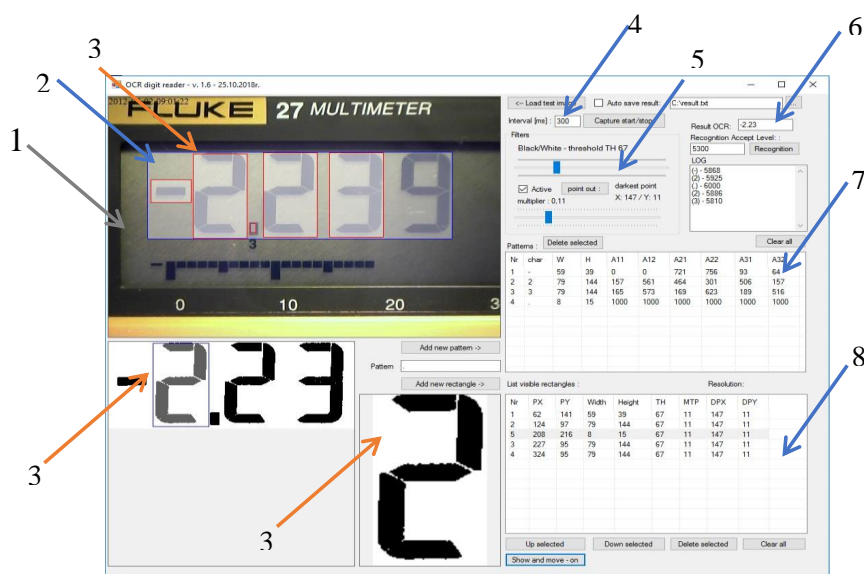 4
6
3
5
2
OCR digit reader - v. 1.6 - 25.10.2018r.
FLUKE 27 MULTIMETER
<-- Load test image
Auto save result:
C:\result.txt
...
Interval [ms] :
300
Capture start/stop
Result OCR:
-2.23
Filters
Recognition Accept Level: :
Black/White - threshold TH 67
5300
Recognition
1
LOG
(-) - 5868
(2) - 5925
(.) - 6000
(2) - 5886
(3) - 5810
7
Active
point out :
darkest point
X: 147 / Y: 11
multiplier : 0,11
- 2 2 3 9
3
Patterns :
Delete selected
Clear all
Nr char W H A11 A12 A21 A22 A31 A32
1 - 59 39 0 0 721 756 93 64
2 2 79 144 157 561 464 301 506 157
3 3 79 144 165 573 169 623 189 516
4 . 8 15 1000 1000 1000 1000 1000 1000
0 10 20 3
Add new pattern ->
Pattern
.
Add new rectangle ->
8
List visible rectangles :
Resolution:
Nr PX PY Width Height TH MTP DPX DPY
1 62 141 59 39 67 11 147 11
2 124 97 79 144 67 11 147 11
5 208 216 8 15 67 11 147 11
3 227 95 79 144 67 11 147 11
4 324 95 79 144 67 11 147 11
-2.23
2
3
3
Up selected
Down selected
Delete selected
Clear all
Show and move - on